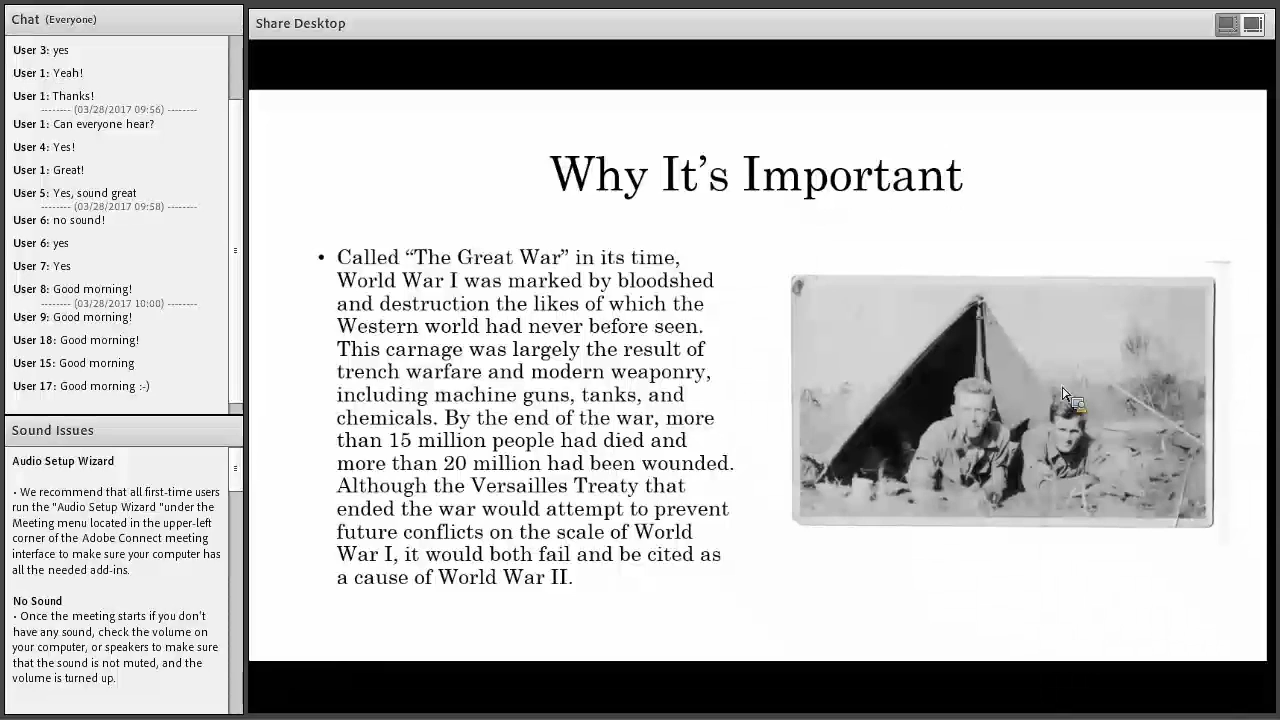 Chat (Everyone)
User 3: yes
User 1: Yeah!
User 1: Thanks!
-------- (03/28/2017 09:56) --------
User 1: Can everyone hear?
User 4: Yes!
User 1: Great!
User 5: Yes, sound great
-------- (03/28/2017 09:58) --------
User 6: no sound!
User 6: yes
User 7: Yes
User 8: Good morning!
-------- (03/28/2017 10:00) --------
User 9: Good morning!
User 18: Good morning!
User 15: Good morning
User 17: Good morning :-)
Sound Issues
Audio Setup Wizard
• We recommend that all first-time users
run the "Audio Setup Wizard "under the
Meeting menu located in the upper-left
corner of the Adobe Connect meeting
interface to make sure your computer has
all the needed add-ins.
No Sound
• Once the meeting starts if you don't
have any sound, check the volume on
your computer, or speakers to make sure
that the sound is not muted, and the
volume is turned up.
Share Desktop
Why It’s Important
• Called “The Great War” in its time,
World War I was marked by bloodshed
and destruction the likes of which the
Western world had never before seen.
This carnage was largely the result of
trench warfare and modern weaponry,
including machine guns, tanks, and
chemicals. By the end of the war, more
than 15 million people had died and
more than 20 million had been wounded.
Although the Versailles Treaty that
ended the war would attempt to prevent
future conflicts on the scale of World
War I, it would both fail and be cited as
a cause of World War II.